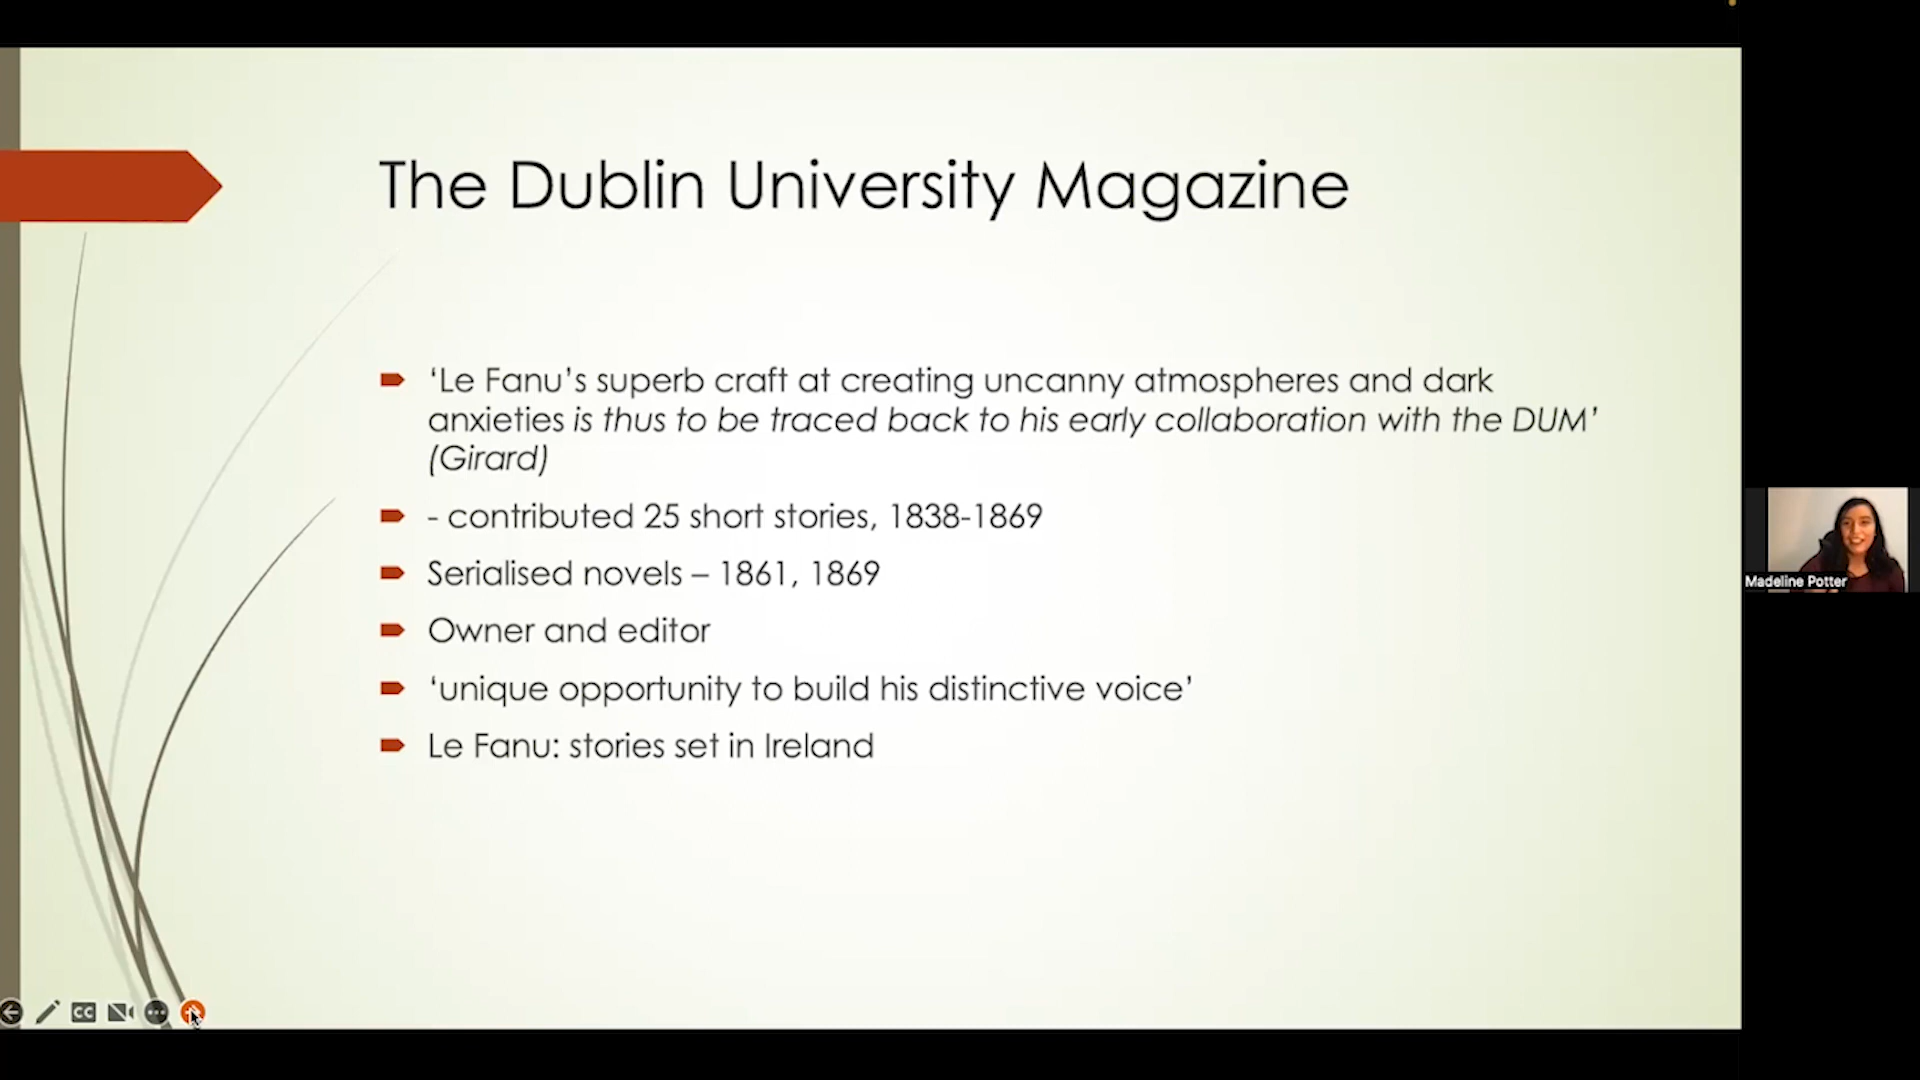 The Dublin University Magazine
‘Le Fanu’s superb craft at creating uncanny atmospheres and dark
anxieties is thus to be traced back to his early collaboration with the DUM’
(Girard)
- contributed 25 short stories, 1838-1869
Serialised novels – 1861, 1869
Owner and editor
‘unique opportunity to build his distinctive voice’
Le Fanu: stories set in Ireland
Madeline Potter
CC